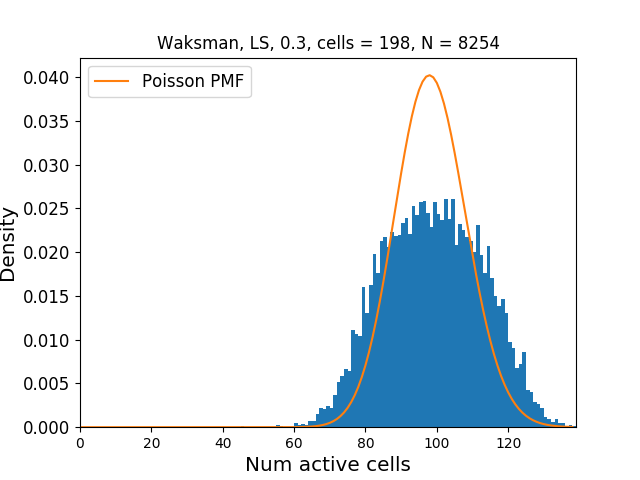 Waksman, LS, 0.3, cells = 198, N = 8254
Poisson PMF
0.040
0.035
0.030
0.025
0.020
0.015
0.010
0.005
0.000
Density
0 20 40 60 80 100 120
Num active cells